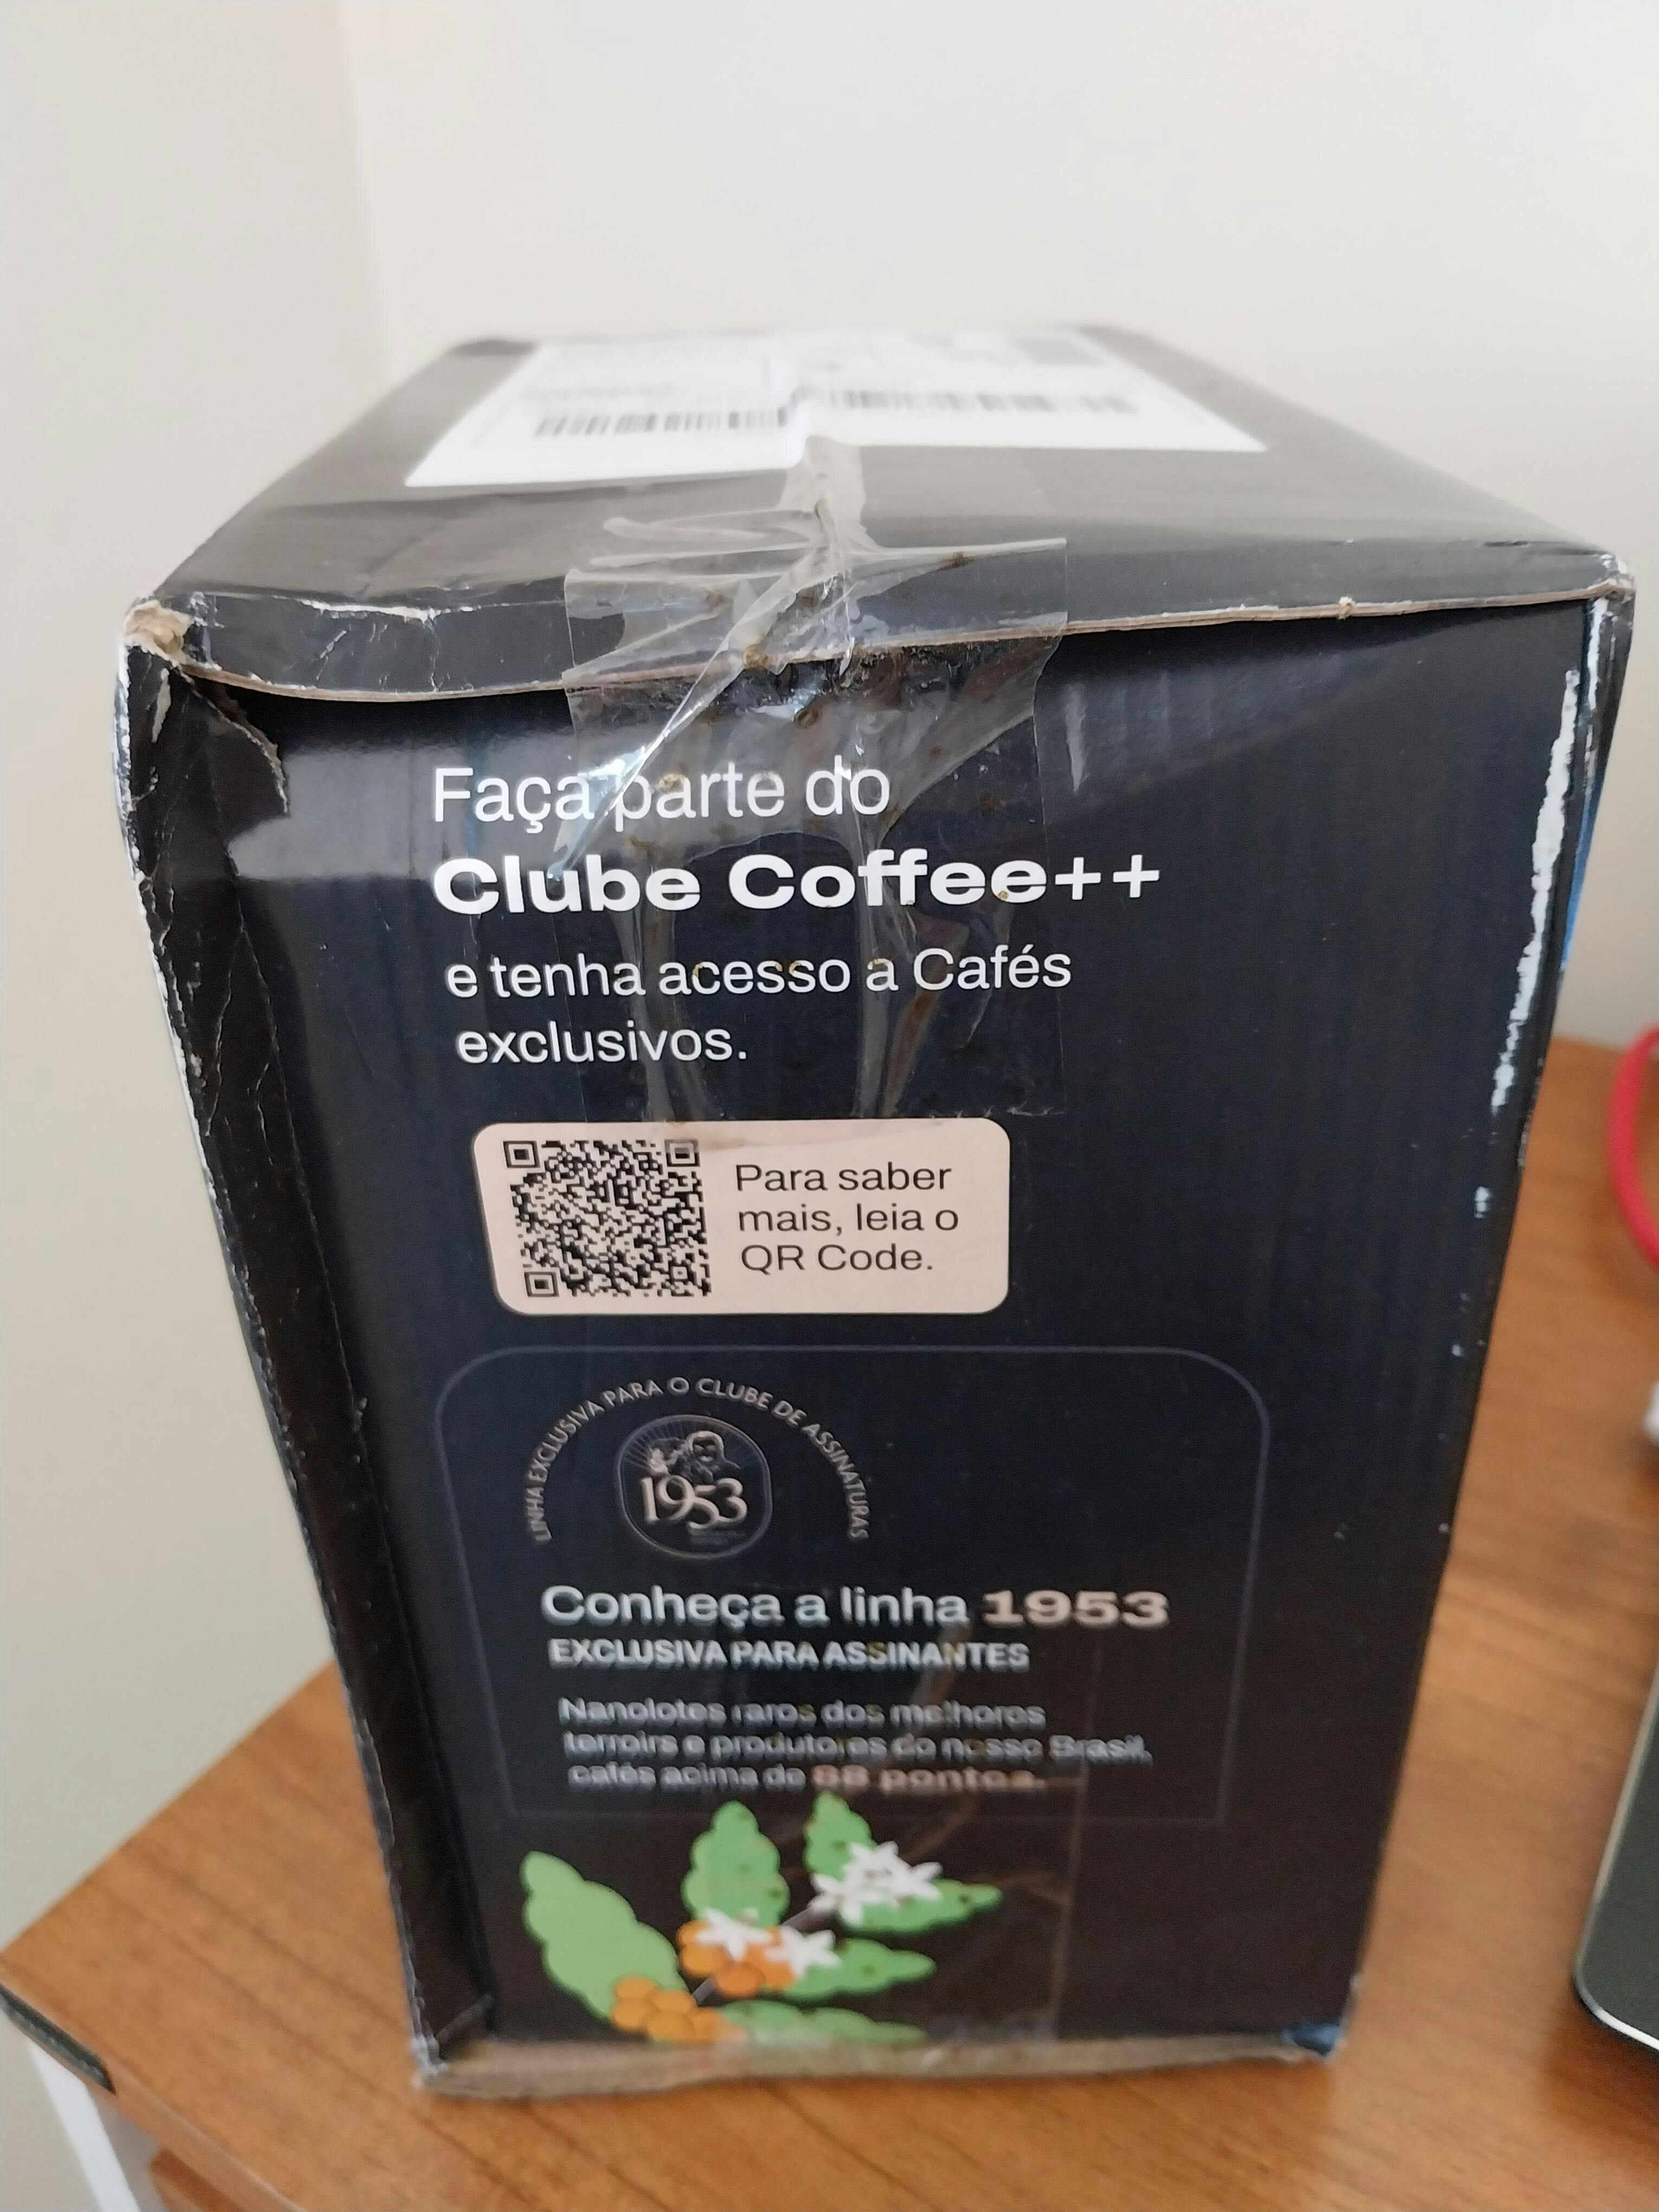 Faça parte do
Clube Coffee++
e tenha acesso a Cafés
exclusivos.
Para saber
mais, leia o
QR Code.
LINHA EXCLUSIVA PARA O CLUBE DE ASSINATURAS
1953
Conheça a linha 1953
EXCLUSIVA PARA ASSINANTES
Nanolotes raros dos melhores
terroirs e produtores do nosso Brasil,
cafés acima de 88 pontos.